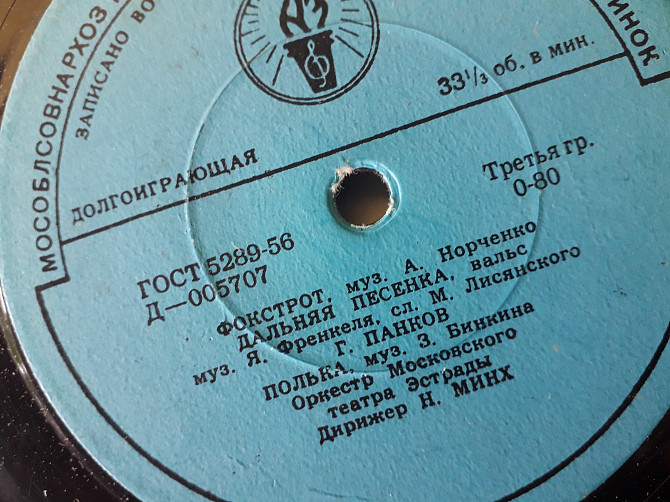 МОСОБЛСОВНАРХОЗ
ЗАПИСАНО
АЗ
33⅓ об. в мин.
ДОЛГОИГРАЮЩАЯ
Третья гр.
0-80
ГОСТ 5289-56
Д—005707
ФОКСТРОТ, муз. А. Норченко
ДАЛЬНЯЯ ПЕСЕНКА, вальс
муз. Я. Френкеля, сл. М. Лисянского
Г. ПАНКОВ
ПОЛЬКА, муз. З. Бинкина
Оркестр Московского
театра Эстрады
Дирижер Н. МИНХ